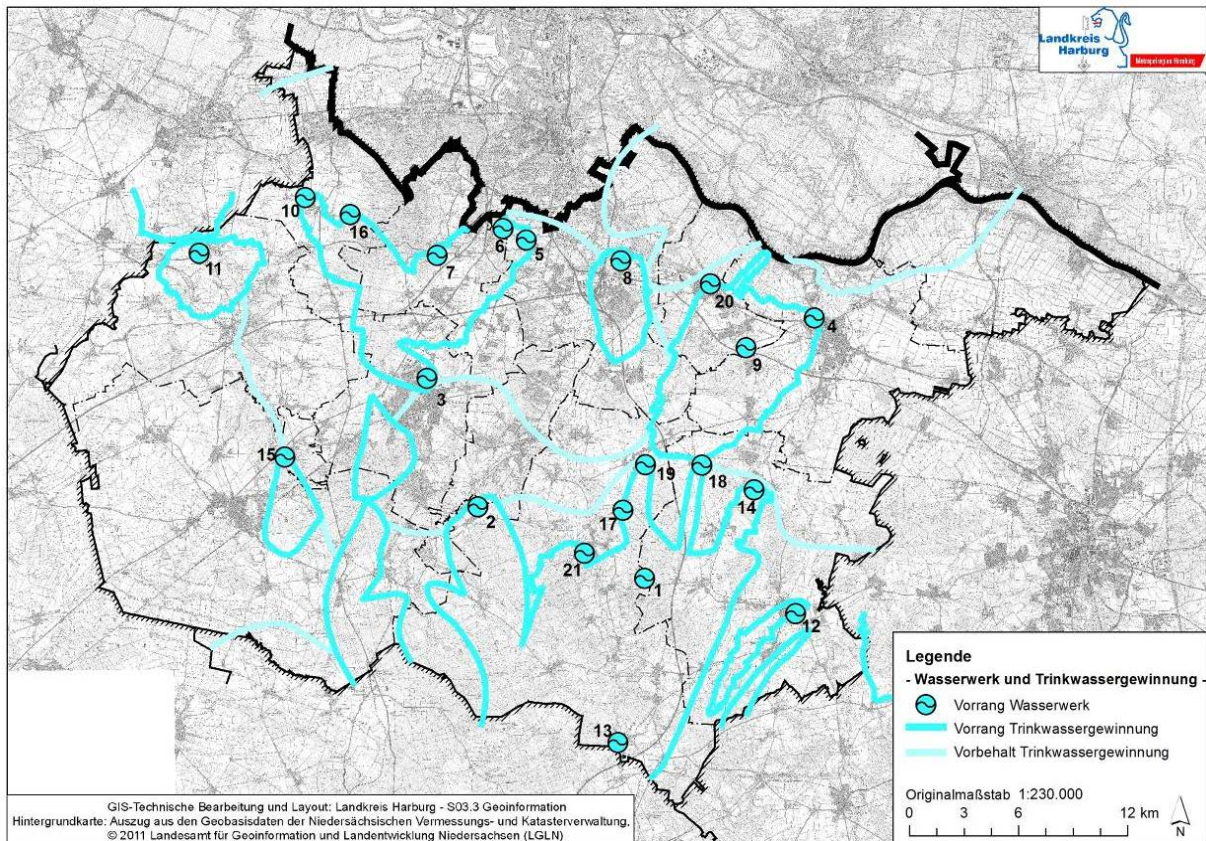 Landkreis
Harburg
Metropolregion Hamburg
10
16
11
6
5
7
8
20
4
9
3
15
19
18
14
2
17
21
1
12
13
Legende
- Wasserwerk und Trinkwassergewinnung -
Vorrang Wasserwerk
Vorrang Trinkwassergewinnung
Vorbehalt Trinkwassergewinnung
Originalmaßstab 1:230.000
0 3 6 12 km
N
GIS-Technische Bearbeitung und Layout: Landkreis Harburg - S03.3 Geoinformation
Hintergrundkarte: Auszug aus den Geobasisdaten der Niedersächsischen Vermessungs- und Katasterverwaltung,
© 2011 Landesamt für Geoinformation und Landentwicklung Niedersachsen (LGLN)